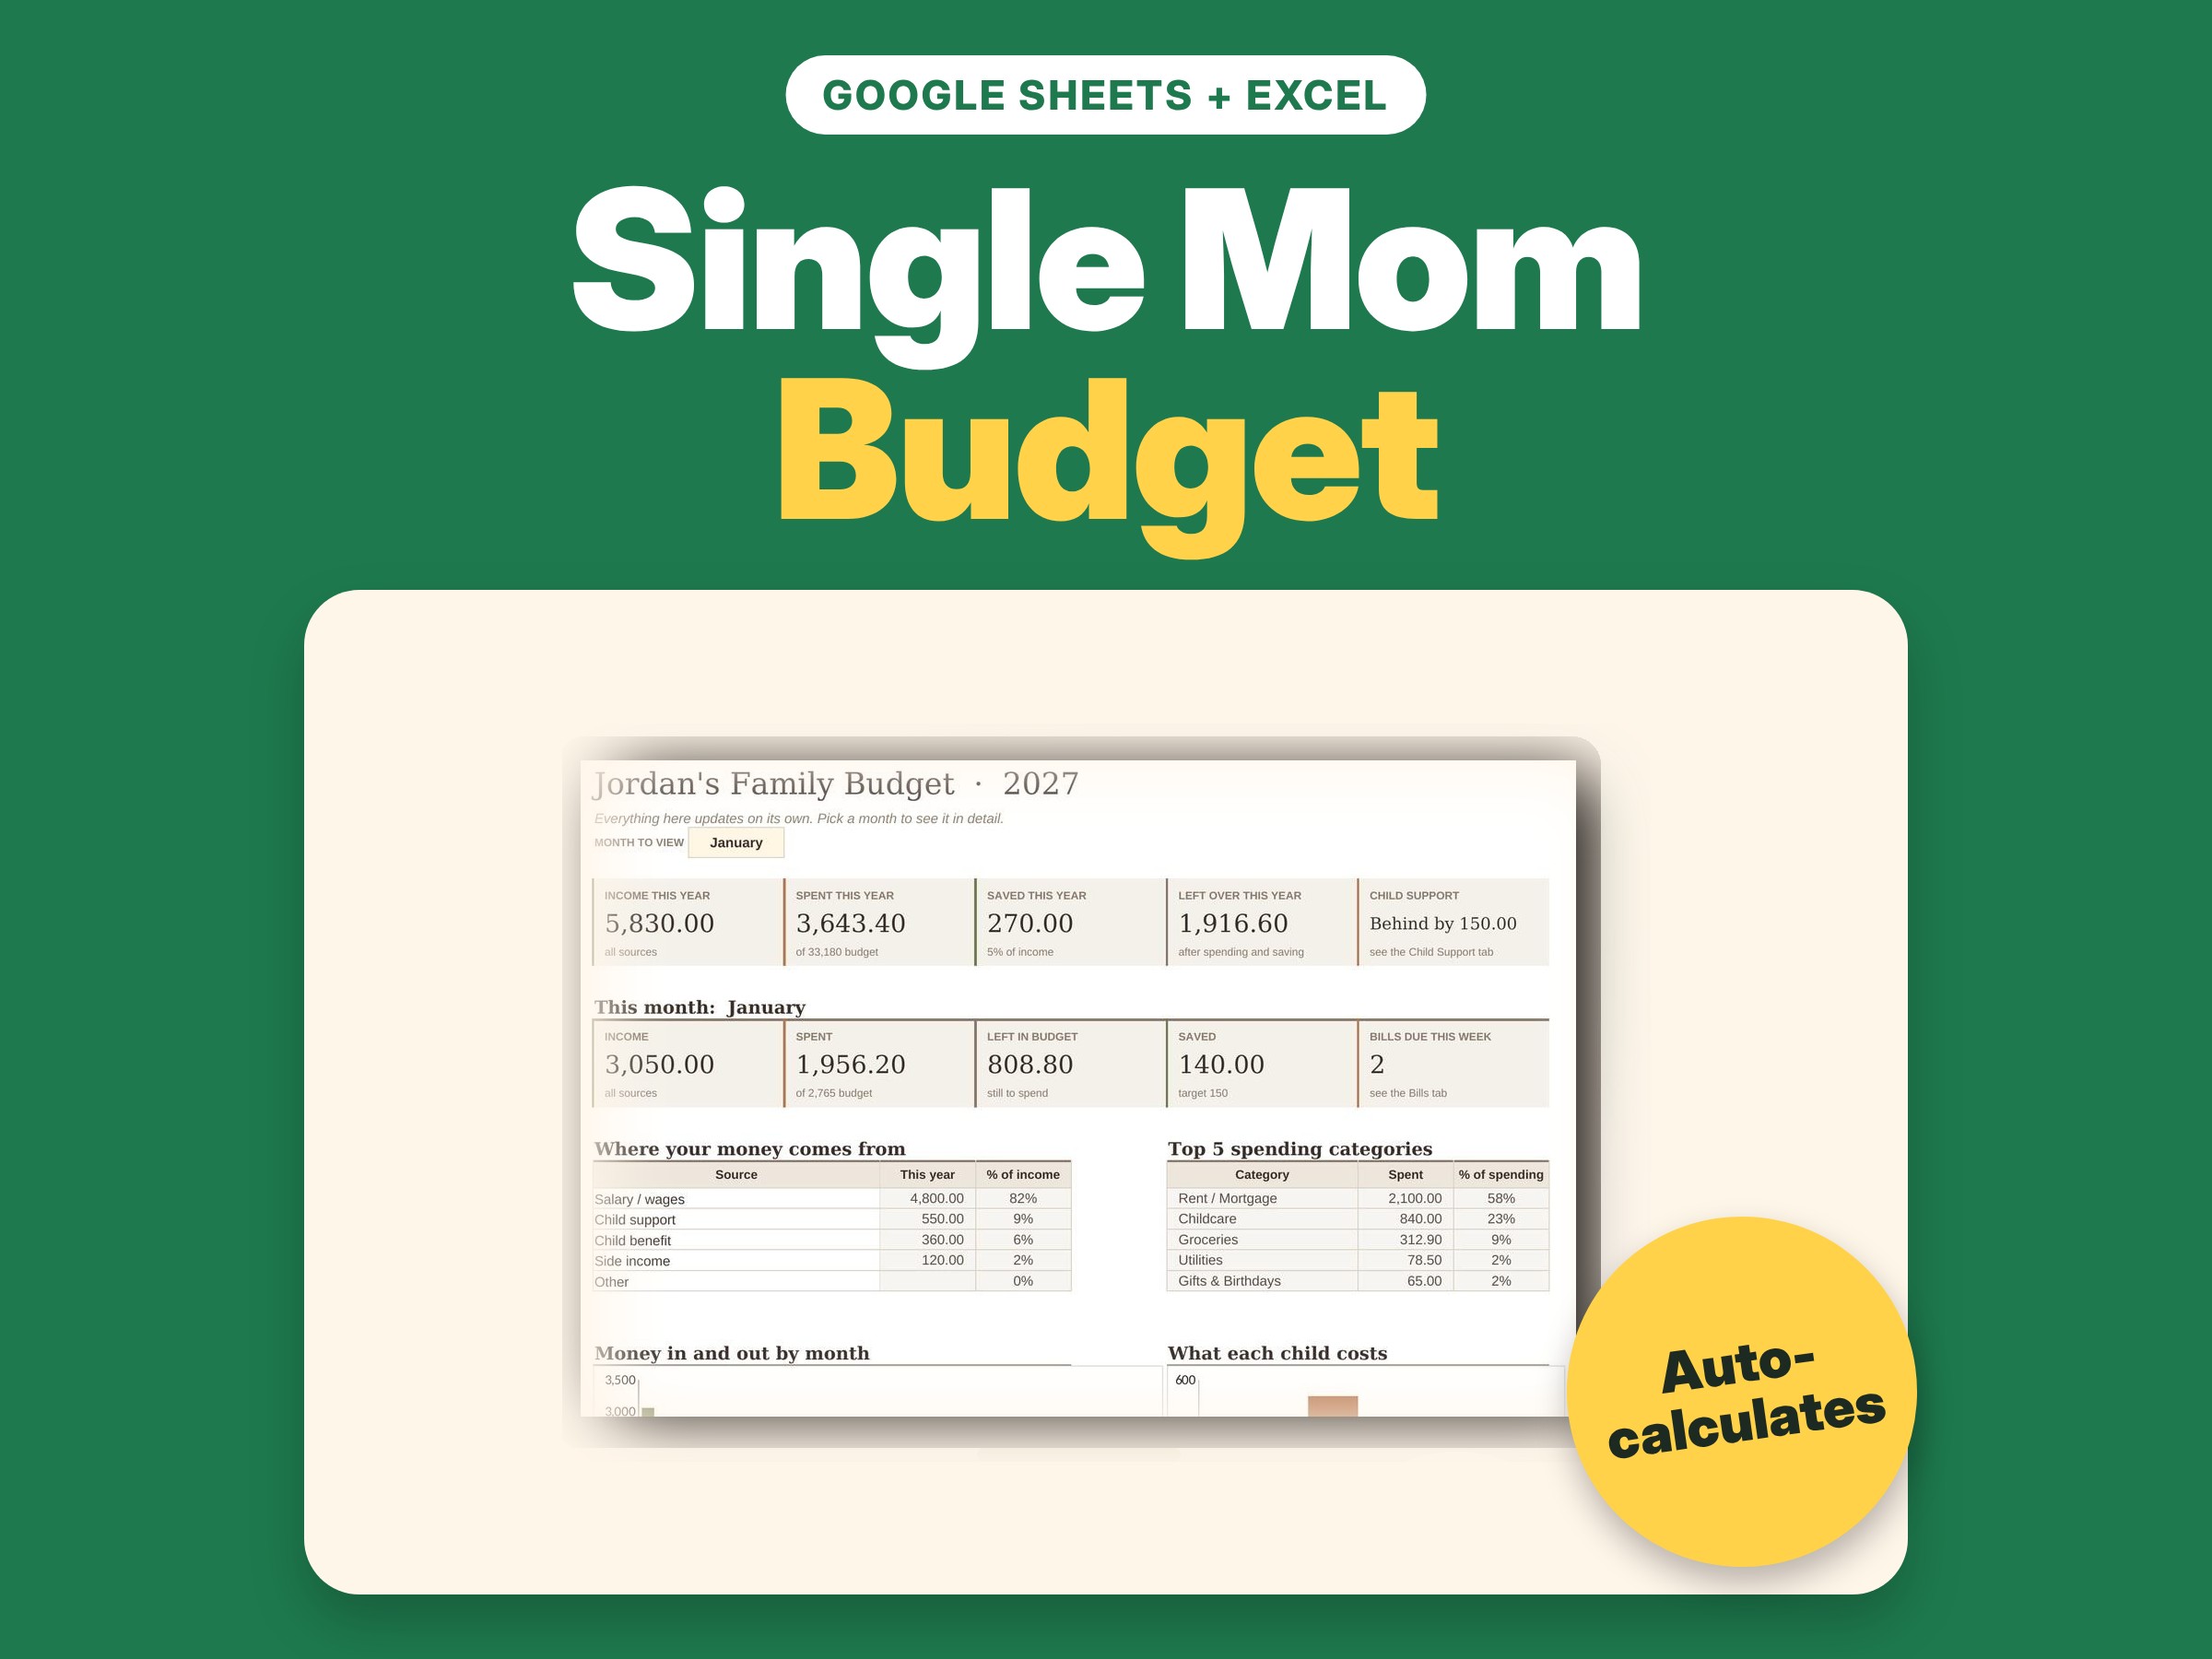 GOOGLE SHEETS + EXCEL
Single Mom
Budget
Jordan's Family Budget · 2027
Everything here updates on its own. Pick a month to see it in detail.
MONTH TO VIEW January
INCOME THIS YEAR SPENT THIS YEAR SAVED THIS YEAR LEFT OVER THIS YEAR CHILD SUPPORT
5,830.00 3,643.40 270.00 1,916.60 Behind by 150.00
all sources of 33,180 budget 5% of income after spending and saving see the Child Support tab
This month: January
INCOME SPENT LEFT IN BUDGET SAVED BILLS DUE THIS WEEK
3,050.00 1,956.20 808.80 140.00 2
all sources of 2,765 budget still to spend target 150 see the Bills tab
Where your money comes from Top 5 spending categories
Source This year % of income Category Spent % of spending
Salary / wages 4,800.00 82% Rent / Mortgage 2,100.00 58%
Child support 550.00 9% Childcare 840.00 23%
Child benefit 360.00 6% Groceries 312.90 9%
Side income 120.00 2% Utilities 78.50 2%
Other 0% Gifts & Birthdays 65.00 2%
Money in and out by month What each child costs
3,500 600
3,000
Auto-
calculates